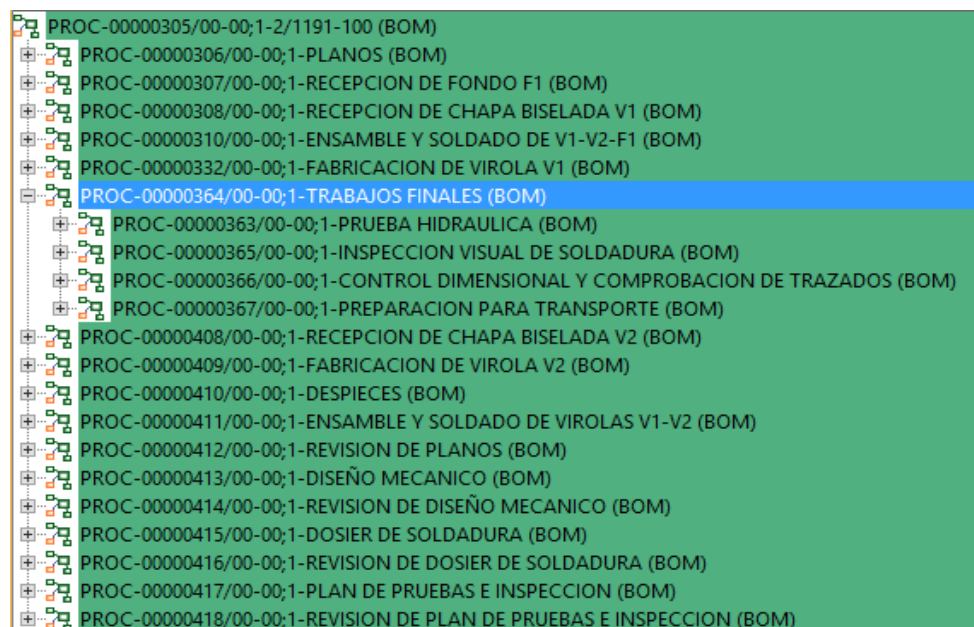 PROC-00000305/00-00;1-2/1191-100 (BOM)
PROC-00000306/00-00;1-PLANOS (BOM)
PROC-00000307/00-00;1-RECEPCION DE FONDO F1 (BOM)
PROC-00000308/00-00;1-RECEPCION DE CHAPA BISELADA V1 (BOM)
PROC-00000310/00-00;1-ENSAMBLE Y SOLDADO DE V1-V2-F1 (BOM)
PROC-00000332/00-00;1-FABRICACION DE VIROLA V1 (BOM)
PROC-00000364/00-00;1-TRABAJOS FINALES (BOM)
PROC-00000363/00-00;1-PRUEBA HIDRAULICA (BOM)
PROC-00000365/00-00;1-INSPECCION VISUAL DE SOLDADURA (BOM)
PROC-00000366/00-00;1-CONTROL DIMENSIONAL Y COMPROBACION DE TRAZADOS (BOM)
PROC-00000367/00-00;1-PREPARACION PARA TRANSPORTE (BOM)
PROC-00000408/00-00;1-RECEPCION DE CHAPA BISELADA V2 (BOM)
PROC-00000409/00-00;1-FABRICACION DE VIROLA V2 (BOM)
PROC-00000410/00-00;1-DESPIECES (BOM)
PROC-00000411/00-00;1-ENSAMBLE Y SOLDADO DE VIROLAS V1-V2 (BOM)
PROC-00000412/00-00;1-REVISION DE PLANOS (BOM)
PROC-00000413/00-00;1-DISEÑO MECANICO (BOM)
PROC-00000414/00-00;1-REVISION DE DISEÑO MECANICO (BOM)
PROC-00000415/00-00;1-DOSIER DE SOLDADURA (BOM)
PROC-00000416/00-00;1-REVISION DE DOSIER DE SOLDADURA (BOM)
PROC-00000417/00-00;1-PLAN DE PRUEBAS E INSPECCION (BOM)
PROC-00000418/00-00;1-REVISION DE PLAN DE PRUEBAS E INSPECCION (BOM)